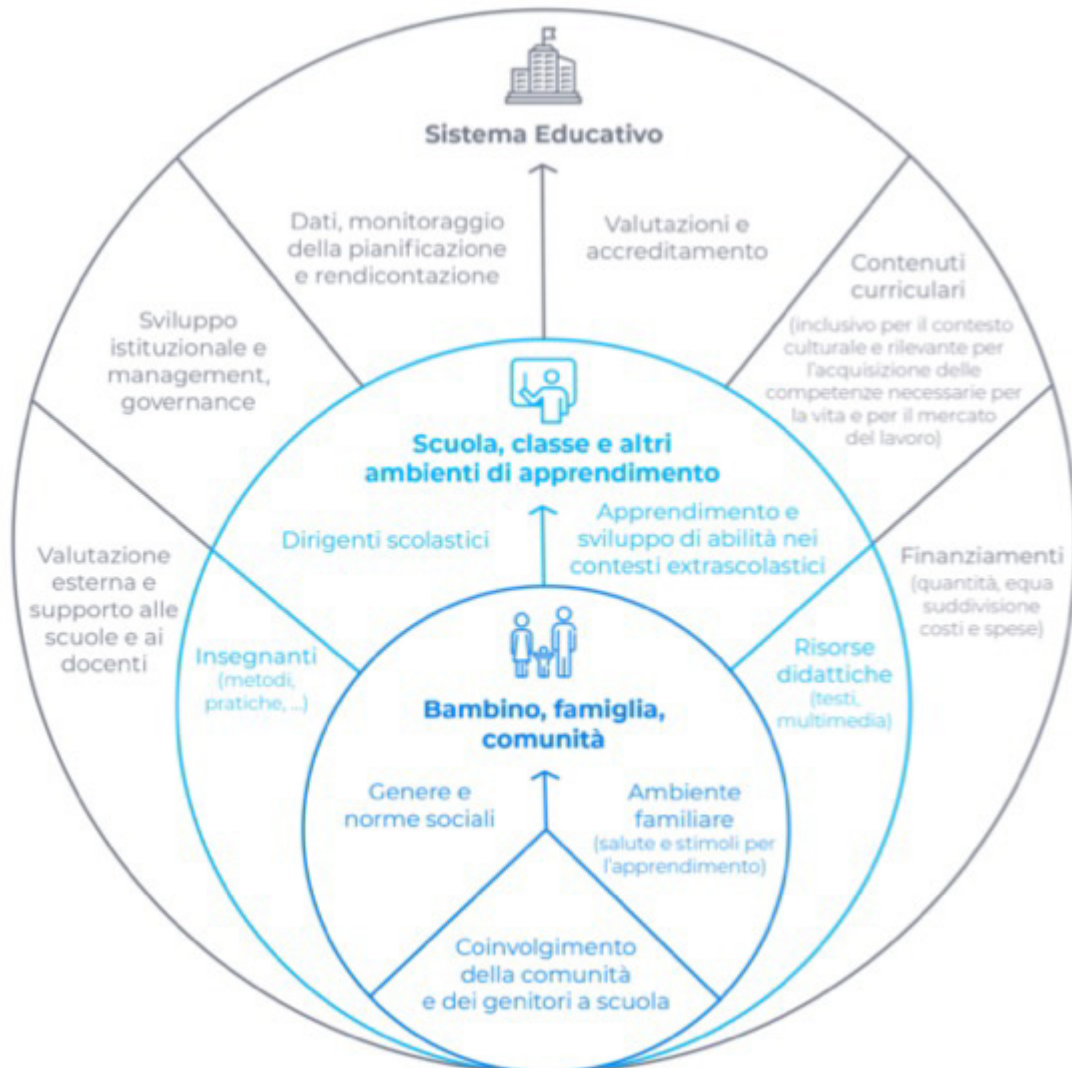 Sistema Educativo
Dati, monitoraggio
della pianificazione
e rendicontazione
Valutazioni e
accreditamento
Sviluppo
istituzionale e
management,
governance
Contenuti
curriculari
(inclusivo per il contesto
culturale e rilevante per
l'acquisizione delle
competenze necessarie per
la vita e per il mercato
del lavoro)
Valutazione
esterna e
supporto alle
scuole e ai
docenti
Finanziamenti
(quantità, equa
suddivisione
costi e spese)
Scuola, classe e altri
ambienti di apprendimento
Dirigenti scolastici
Apprendimento e
sviluppo di abilità nei
contesti extrascolastici
Insegnanti
(metodi,
pratiche, ...)
Risorse
didattiche
(testi,
multimedia)
Bambino, famiglia,
comunità
Genere e
norme sociali
Ambiente
familiare
(salute e stimoli per
l'apprendimento)
Coinvolgimento
della comunità
e dei genitori a scuola